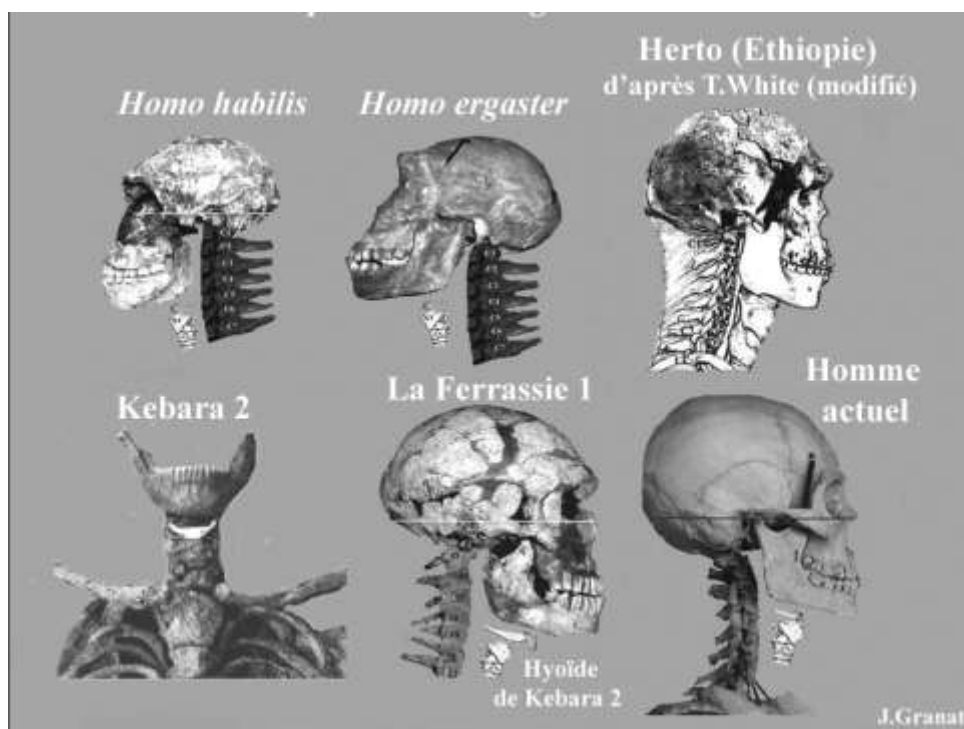 Herto (Ethiopie)
d'après T.White (modifié)
Homo habilis
Homo ergaster
Kebara 2
La Ferrassie 1
Homme
actuel
Hyoïde
de Kebara 2
J.Granat